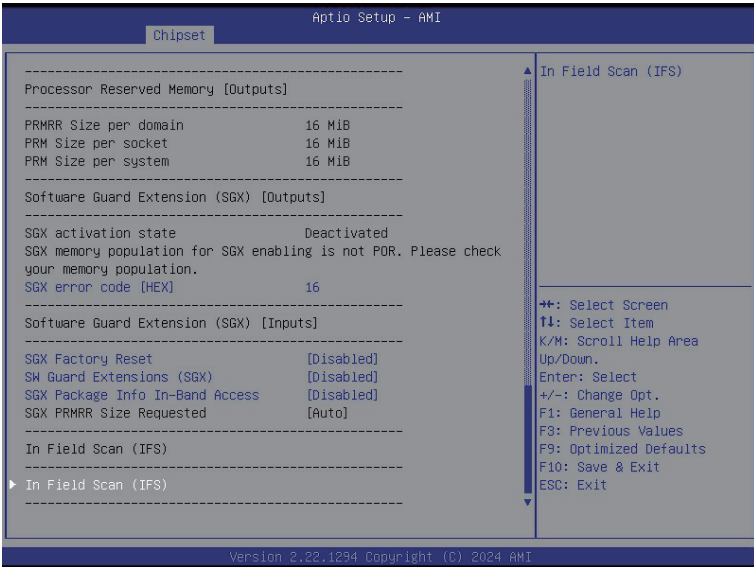 Aptio Setup - AMI
Chipset
--------------------------------------------------
Processor Reserved Memory [Outputs]
--------------------------------------------------
PRMRR Size per domain 16 MiB
PRM Size per socket 16 MiB
PRM Size per system 16 MiB
--------------------------------------------------
Software Guard Extension (SGX) [Outputs]
--------------------------------------------------
SGX activation state Deactivated
SGX memory population for SGX enabling is not POR. Please check
your memory population.
SGX error code [HEX] 16
--------------------------------------------------
Software Guard Extension (SGX) [Inputs]
--------------------------------------------------
SGX Factory Reset [Disabled]
SW Guard Extensions (SGX) [Disabled]
SGX Package Info In-Band Access [Disabled]
SGX PRMRR Size Requested [Auto]
--------------------------------------------------
In Field Scan (IFS)
--------------------------------------------------
In Field Scan (IFS)
--------------------------------------------------
In Field Scan (IFS)
→←: Select Screen
↑↓: Select Item
K/M: Scroll Help Area
Up/Down.
Enter: Select
+/-: Change Opt.
F1: General Help
F3: Previous Values
F9: Optimized Defaults
F10: Save & Exit
ESC: Exit
Version 2.22.1294 Copyright (C) 2024 AMI